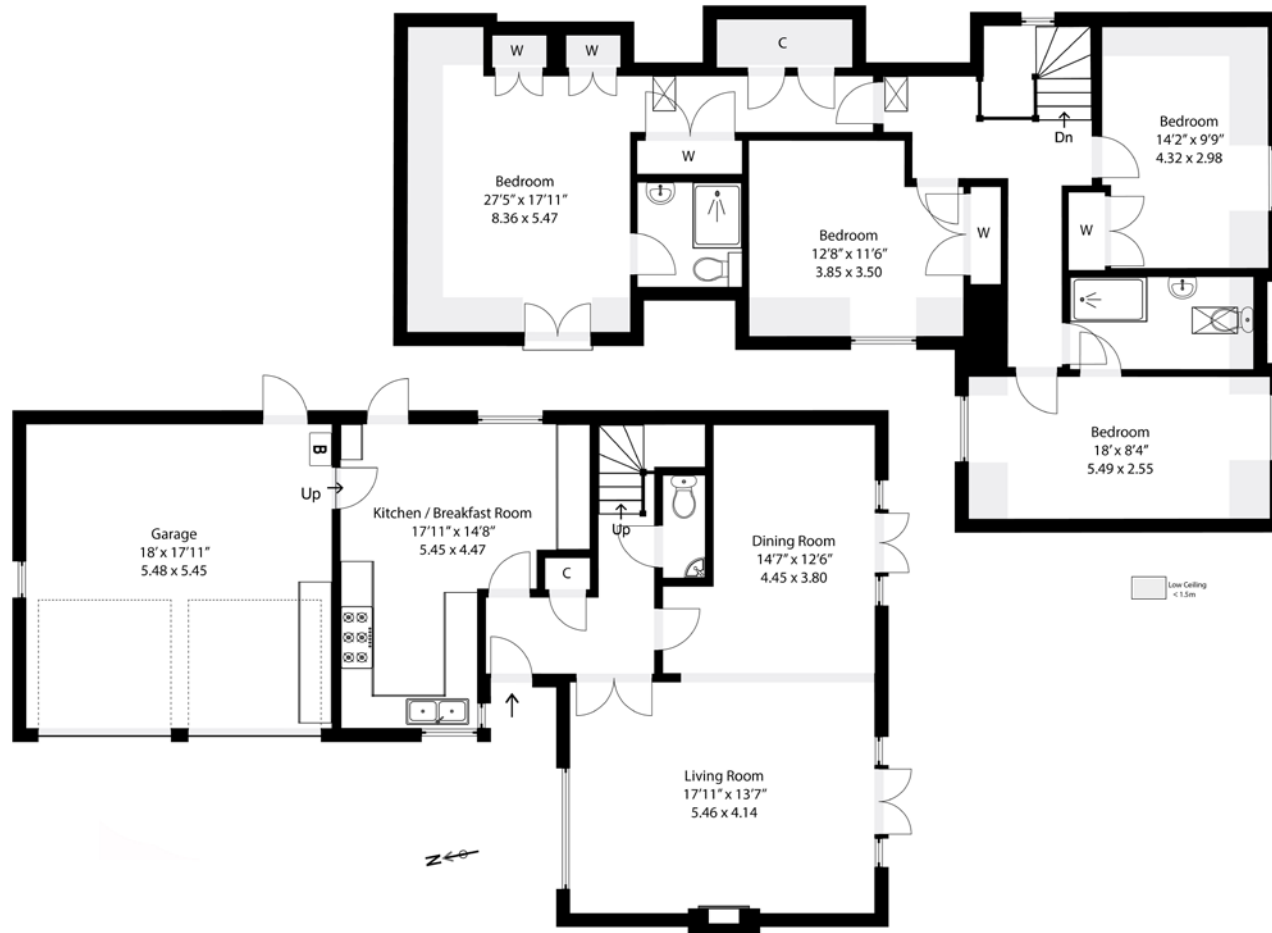 W
W
C
Bedroom
14'2" x 9'9"
4.32 x 2.98
Dn
W
Bedroom
27'5" x 17'11"
8.36 x 5.47
Bedroom
12'8" x 11'6"
3.85 x 3.50
W
W
Bedroom
18' x 8'4"
5.49 x 2.55
B
Up
Kitchen / Breakfast Room
17'11" x 14'8"
5.45 x 4.47
Garage
18' x 17'11"
5.48 x 5.45
Up
C
Dining Room
14'7" x 12'6"
4.45 x 3.80
Low Ceiling
< 1.5m
Living Room
17'11" x 13'7"
5.46 x 4.14
N